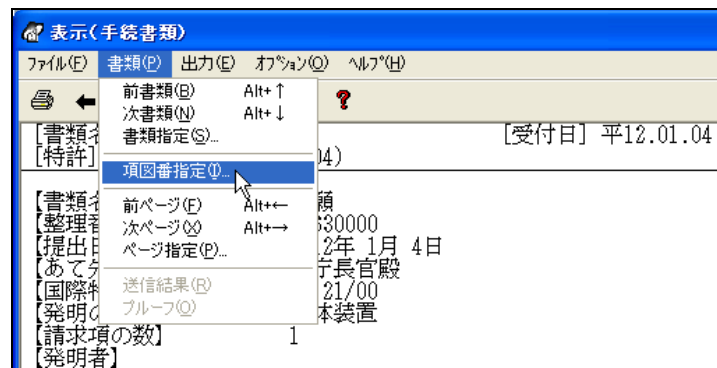 表示(手続書類)
ファイル(F) 書類(P) 出力(E) オプション(O) ヘルプ(H)
前書類(B) Alt+↑
次書類(N) Alt+↓
書類指定(S)...
項図番指定(I)...
前ページ(F) Alt+←
次ページ(X) Alt+→
ページ指定(P)...
送信結果(R)
プルーフ(O)
?
[書類名 [受付日] 平12.01.04
[特許] 04)
【書類名 願
【整理番 630000
【提出日 12年 1月 4日
【あて先 庁長官殿
【国際特 21/00
【発明の 体装置
【請求項の数】 1
【発明者】